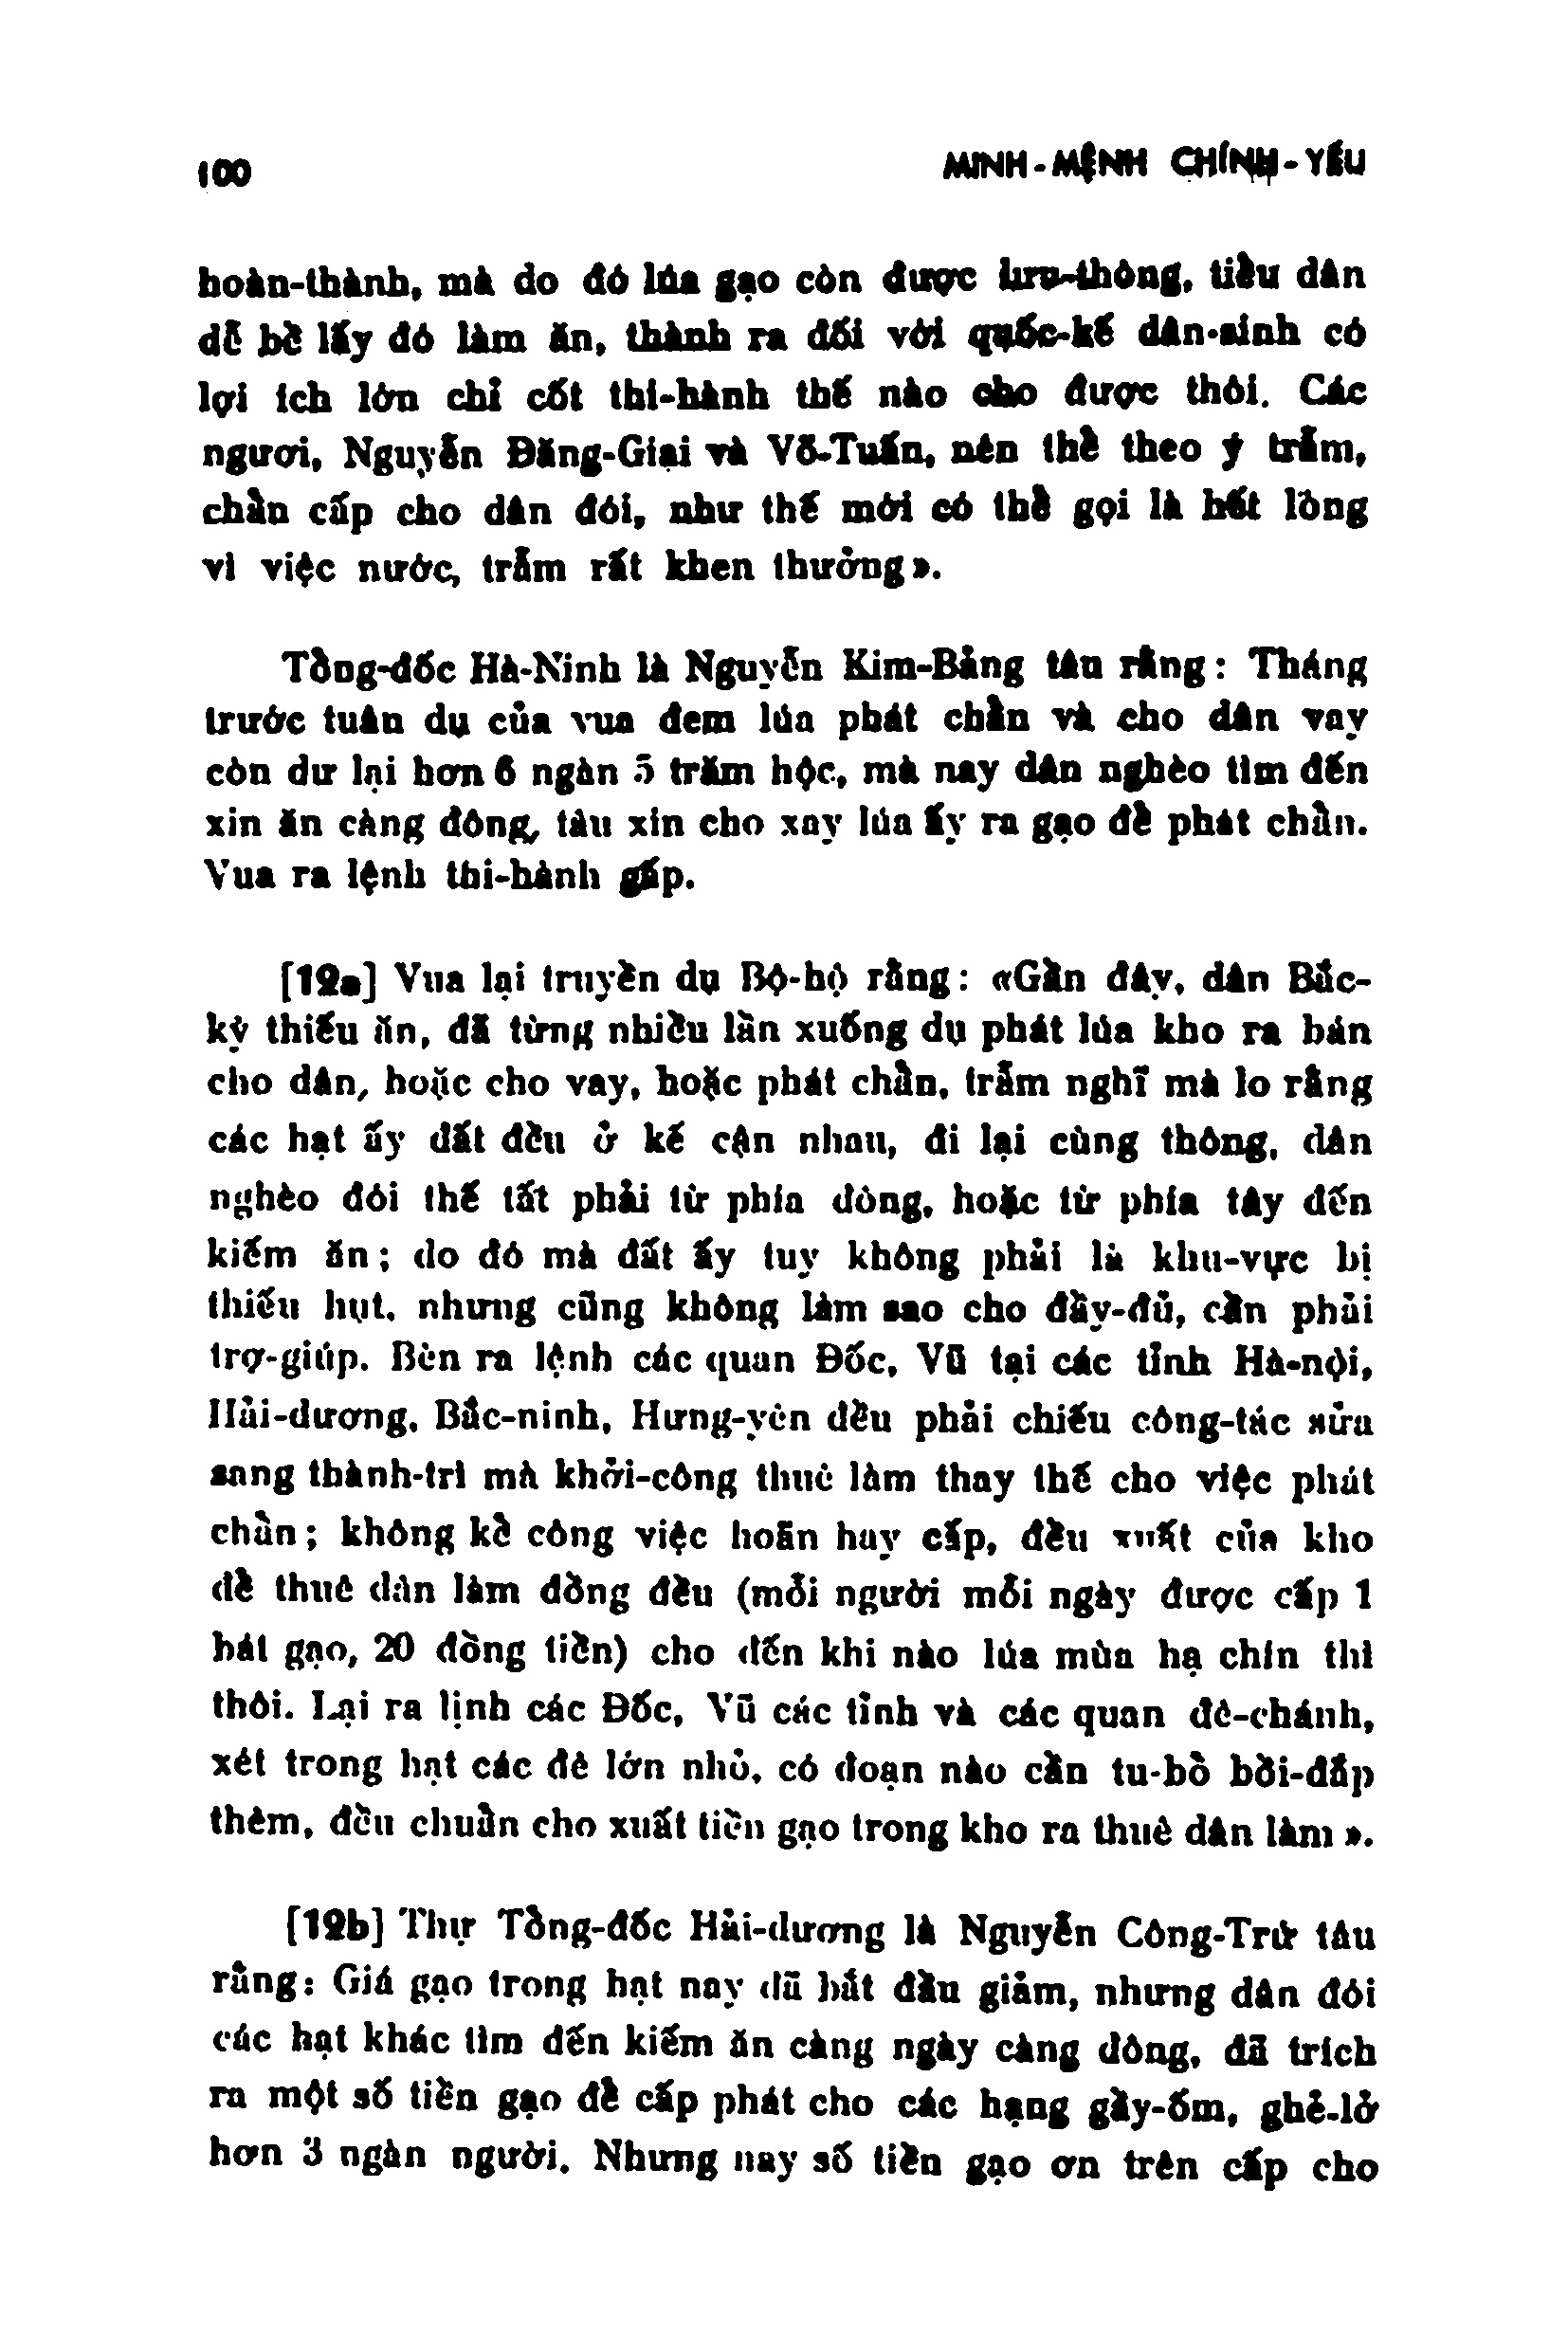 100
MINH-MỆNH CHÍNH-YẾU
hoàn-thành, mà do đó lúa gạo còn được lưu-thông, tiểu dân
dễ bề lấy đó làm ăn, thành ra đối với quốc-kế dân-sinh có
lợi ích lớn chỉ cốt thi-hành thế nào cho được thôi. Các
ngươi, Nguyễn Đăng-Giai và Võ-Tuấn, nên thể theo ý trẫm,
chẩn cấp cho dân đói, như thế mới có thể gọi là hết lòng
vì việc nước, trẫm rất khen thưởng».
Tổng-đốc Hà-Ninh là Nguyễn Kim-Bảng tâu rằng : Tháng
trước tuân dụ của vua đem lúa phát chẩn và cho dân vay
còn dư lại hơn 6 ngàn 5 trăm hộc, mà nay dân nghèo tìm đến
xin ăn càng đông, tâu xin cho xay lúa ấy ra gạo để phát chẩn.
Vua ra lệnh thi-hành gấp.
[12a] Vua lại truyền dụ Bộ-hộ rằng : «Gần đây, dân Bắc-
kỳ thiếu ăn, đã từng nhiều lần xuống dụ phát lúa kho ra bán
cho dân, hoặc cho vay, hoặc phát chẩn, trẫm nghĩ mà lo rằng
các hạt ấy đất đều ở kế cận nhau, đi lại cùng thông, dân
nghèo đói thế tất phải từ phía đông, hoặc từ phía tây đến
kiếm ăn ; do đó mà đất ấy tuy không phải là khu-vực bị
thiếu hụt, nhưng cũng không làm sao cho đầy-đủ, cần phải
trợ-giúp. Bèn ra lệnh các quan Đốc, Vũ tại các tỉnh Hà-nội,
Hải-dương, Bắc-ninh, Hưng-yên đều phải chiếu công-tác sửa
sang thành-trì mà khởi-công thuê làm thay thế cho việc phát
chẩn ; không kể công việc hoãn hay cấp, đều xuất của kho
để thuê dân làm đồng đều (mỗi người mỗi ngày được cấp 1
bát gạo, 20 đồng tiền) cho đến khi nào lúa mùa hạ chín thì
thôi. Lại ra lịnh các Đốc, Vũ các tỉnh và các quan đê-chánh,
xét trong hạt các đê lớn nhỏ, có đoạn nào cần tu-bổ bồi-đắp
thêm, đều chuẩn cho xuất tiền gạo trong kho ra thuê dân làm ».
[12b] Thự Tổng-đốc Hải-dương là Nguyễn Công-Trứ tâu
rằng : Giá gạo trong hạt nay đã bắt đầu giảm, nhưng dân đói
các hạt khác tìm đến kiếm ăn càng ngày càng đông, đã trích
ra một số tiền gạo để cấp phát cho các hạng gầy-ốm, ghẻ-lở
hơn 3 ngàn người. Nhưng nay số tiền gạo ơn trên cấp cho